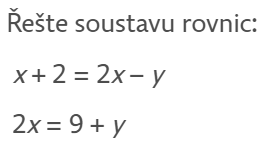 Řešte soustavu rovnic:
x + 2 = 2x – y
2x = 9 + y